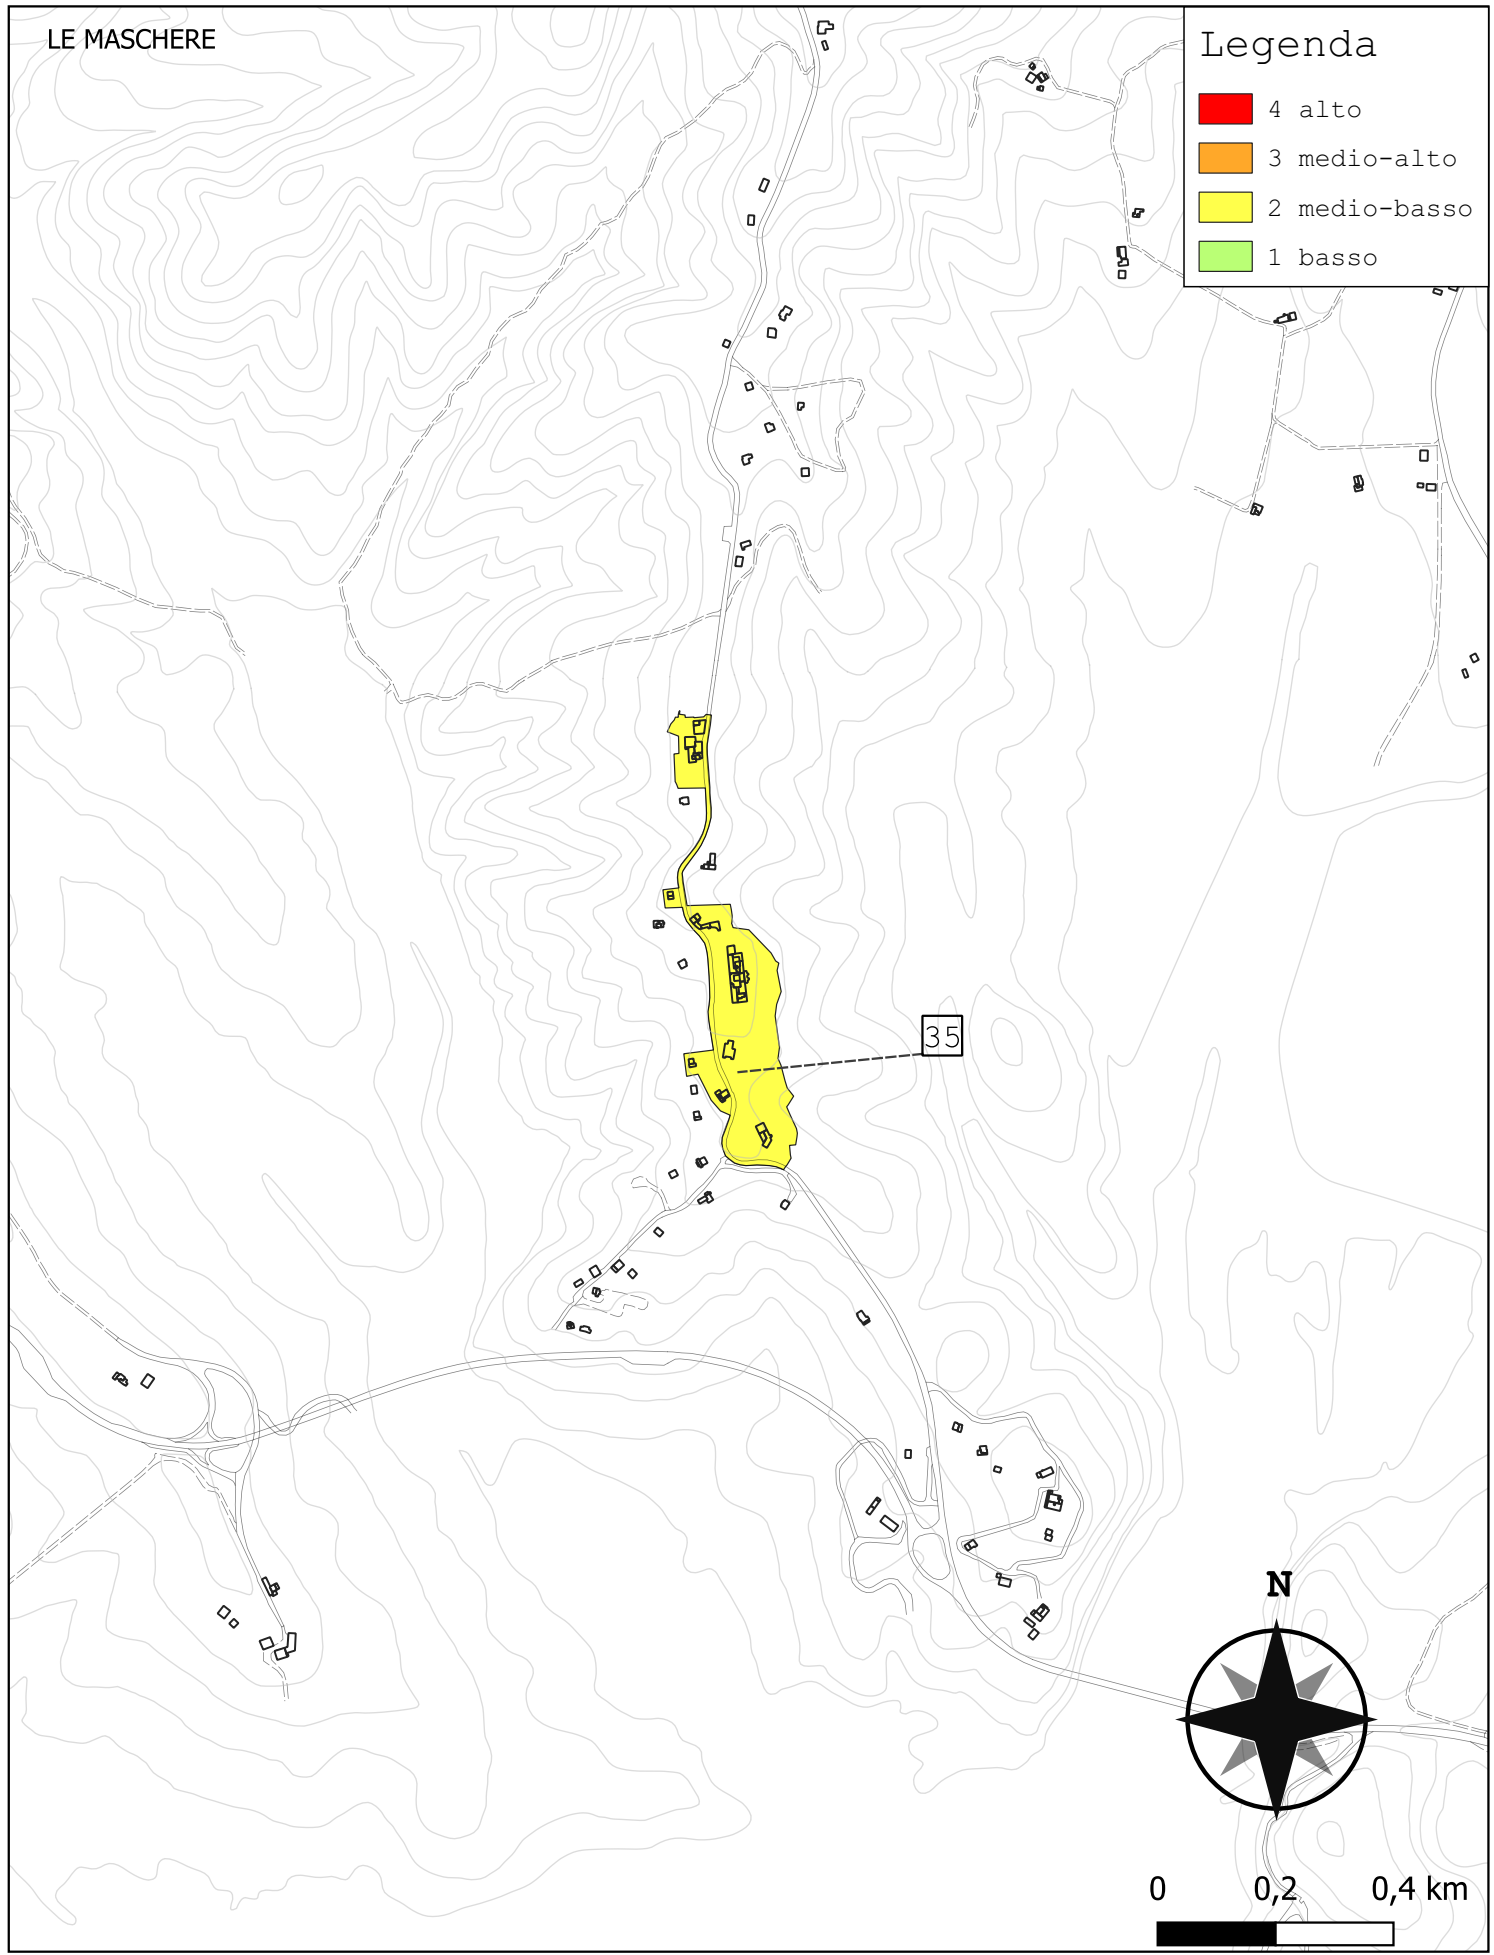 LE MASCHERE
Legenda
4 alto
3 medio-alto
2 medio-basso
1 basso
35
N
0 0,2 0,4 km